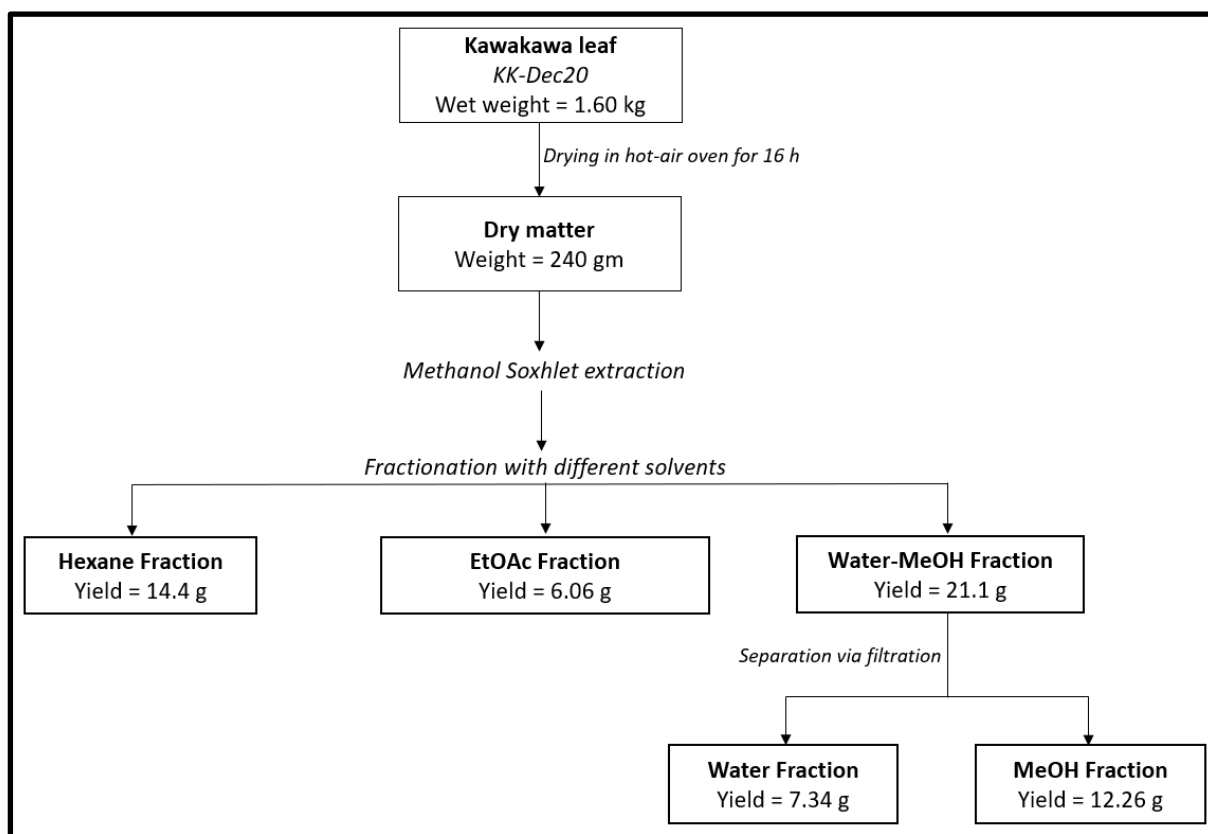 Kawakawa leaf
KK-Dec20
Wet weight = 1.60 kg
Drying in hot-air oven for 16 h
Dry matter
Weight = 240 gm
Methanol Soxhlet extraction
Fractionation with different solvents
Hexane Fraction
Yield = 14.4 g
EtOAc Fraction
Yield = 6.06 g
Water-MeOH Fraction
Yield = 21.1 g
Separation via filtration
Water Fraction
Yield = 7.34 g
MeOH Fraction
Yield = 12.26 g